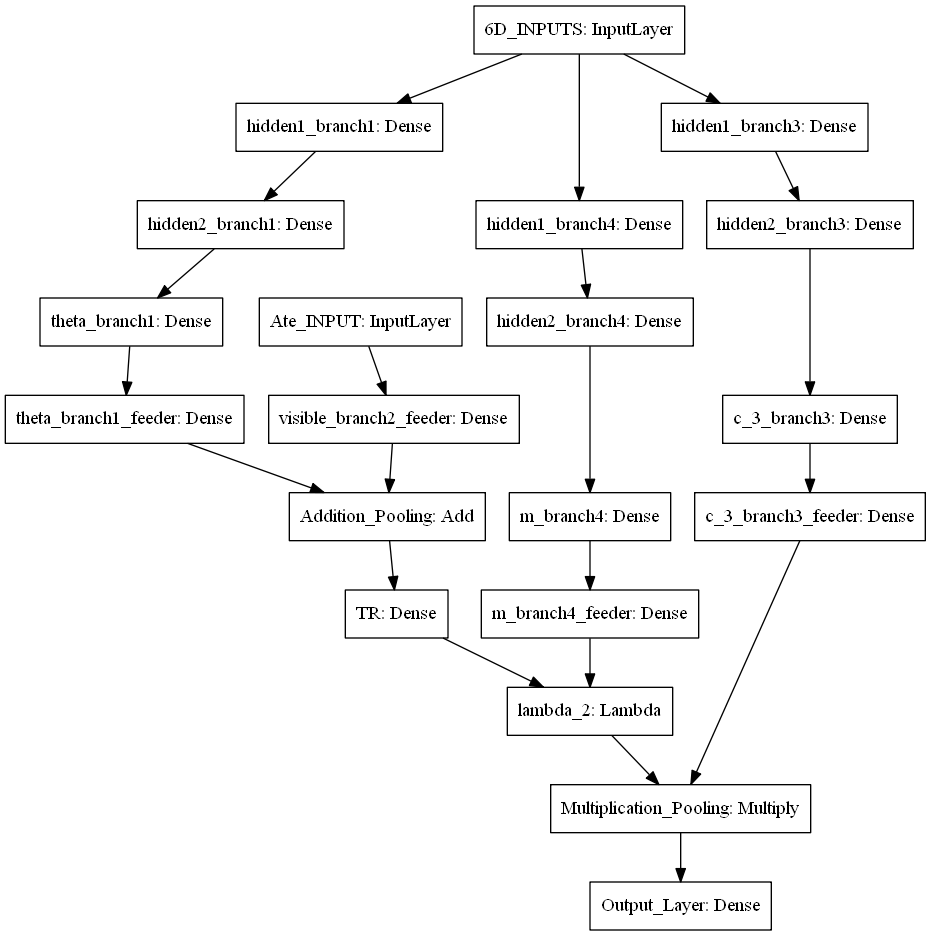 6D_INPUTS: InputLayer
hidden1_branch1: Dense
hidden1_branch3: Dense
hidden2_branch1: Dense
hidden1_branch4: Dense
hidden2_branch3: Dense
theta_branch1: Dense
Ate_INPUT: InputLayer
hidden2_branch4: Dense
theta_branch1_feeder: Dense
visible_branch2_feeder: Dense
c_3_branch3: Dense
Addition_Pooling: Add
m_branch4: Dense
c_3_branch3_feeder: Dense
TR: Dense
m_branch4_feeder: Dense
lambda_2: Lambda
Multiplication_Pooling: Multiply
Output_Layer: Dense